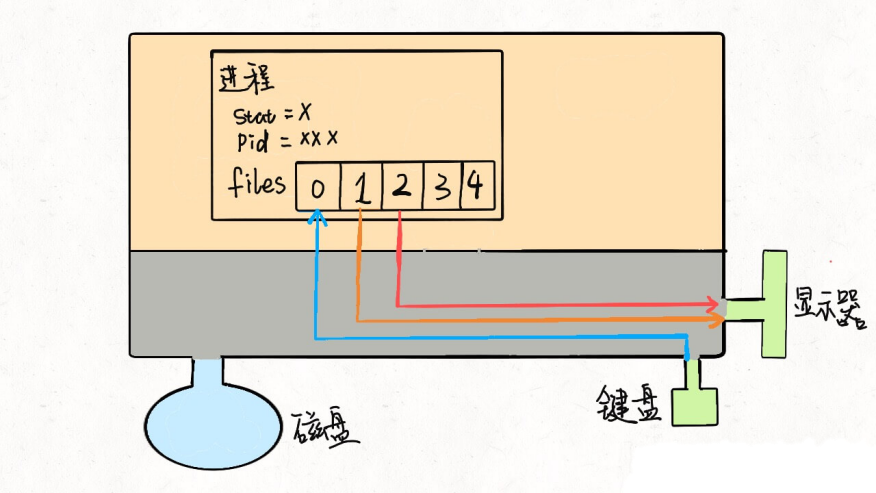 进程
Stat = X
Pid = xxx
files 0 1 2 3 4
显示器
键盘
磁盘